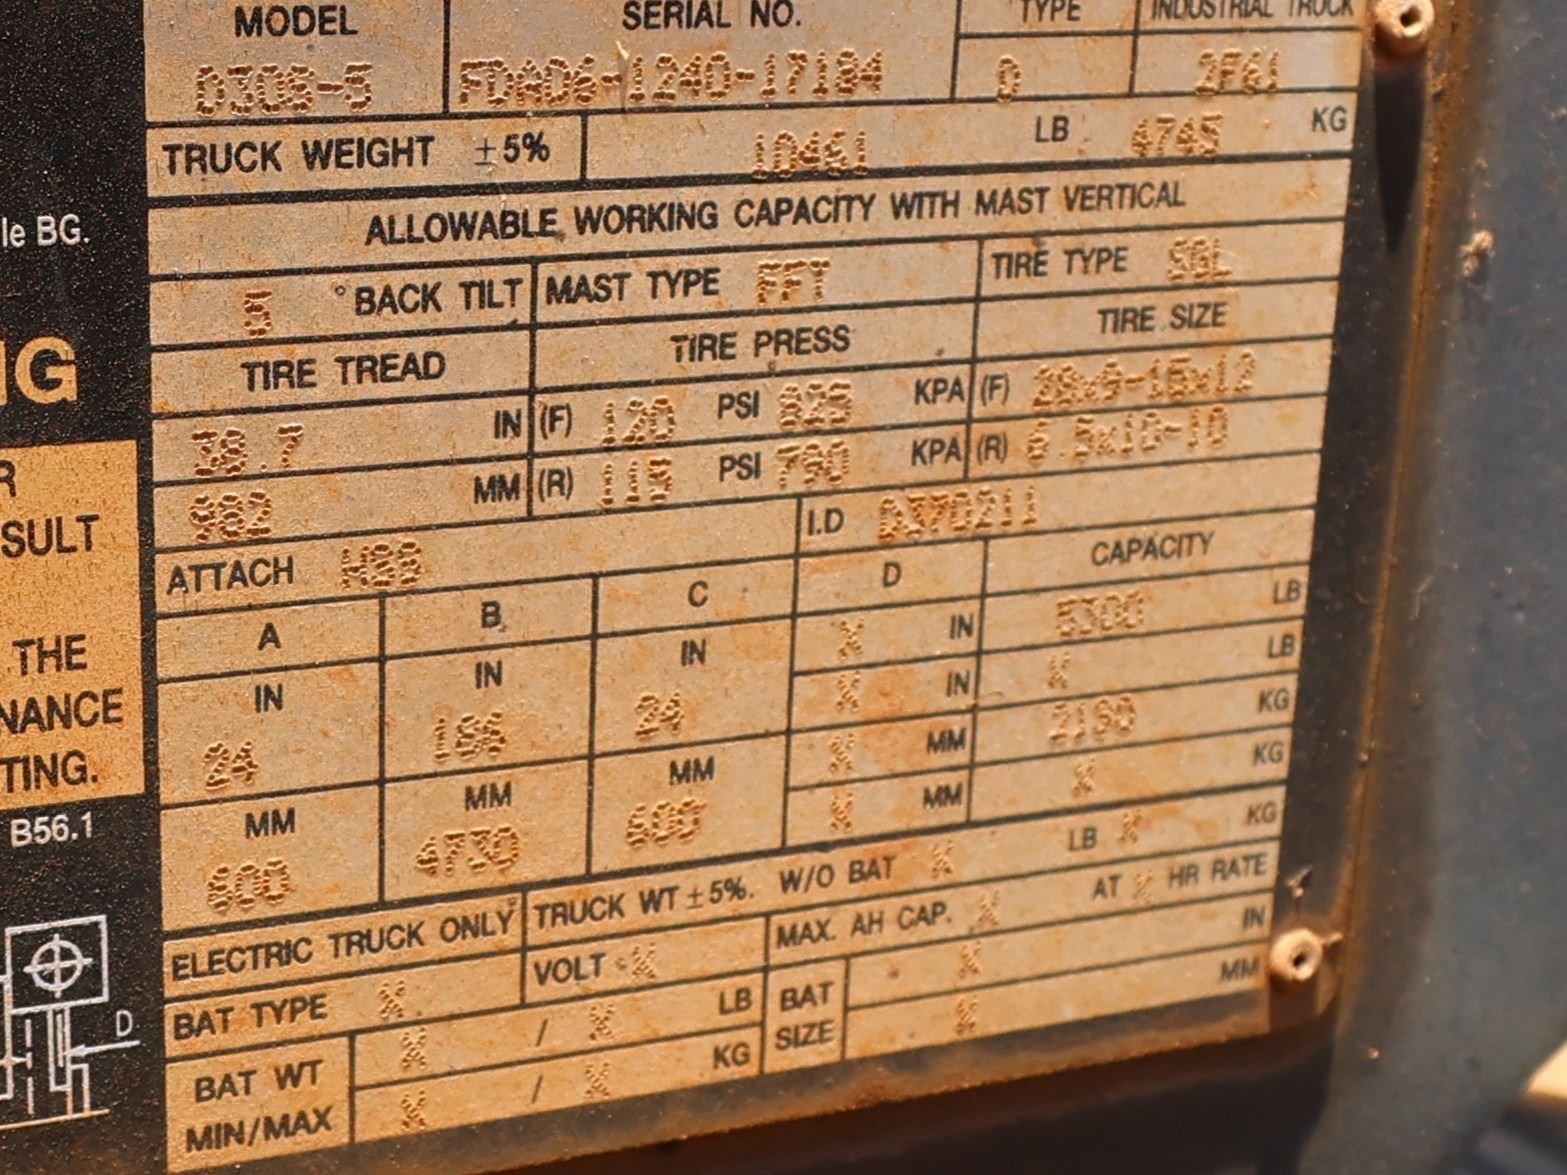 MODEL SERIAL NO. TYPE INDUSTRIAL TRUCK
D30S-5 FDAD6-1240-17184 D 2F61
TRUCK WEIGHT ±5% 10461 LB 4745 KG
ALLOWABLE WORKING CAPACITY WITH MAST VERTICAL
5 °BACK TILT MAST TYPE FFT TIRE TYPE SGL
TIRE TREAD TIRE PRESS TIRE SIZE
38.7 IN (F) 120 PSI 825 KPA (F) 28x9-15x12
982 MM (R) 115 PSI 790 KPA (R) 6.5x10-10
ATTACH HSS I.D D370211
A B C D CAPACITY
IN IN IN X IN 5300 LB
24 186 24 X IN X LB
MM MM MM X MM KG
600 4730 600 X MM X KG
ELECTRIC TRUCK ONLY TRUCK WT ±5%. W/O BAT X LB X KG
BAT TYPE X VOLT X MAX. AH CAP. X AT X HR RATE
BAT WT X / X LB BAT X IN
MIN/MAX X / X KG SIZE X MM
le BG.
NG
R
SULT
THE
NANCE
TING.
B56.1
D